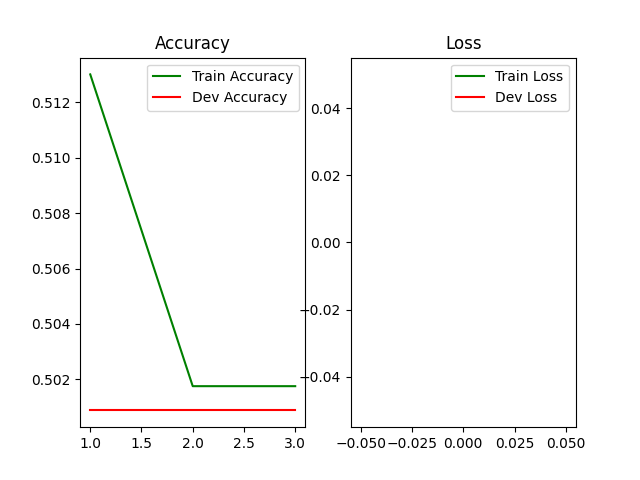 Accuracy
Train Accuracy
Dev Accuracy
0.512
0.510
0.508
0.506
0.504
0.502
1.0 1.5 2.0 2.5 3.0
Loss
Train Loss
Dev Loss
0.04
0.02
0.00
−0.02
−0.04
−0.050 −0.025 0.000 0.025 0.050